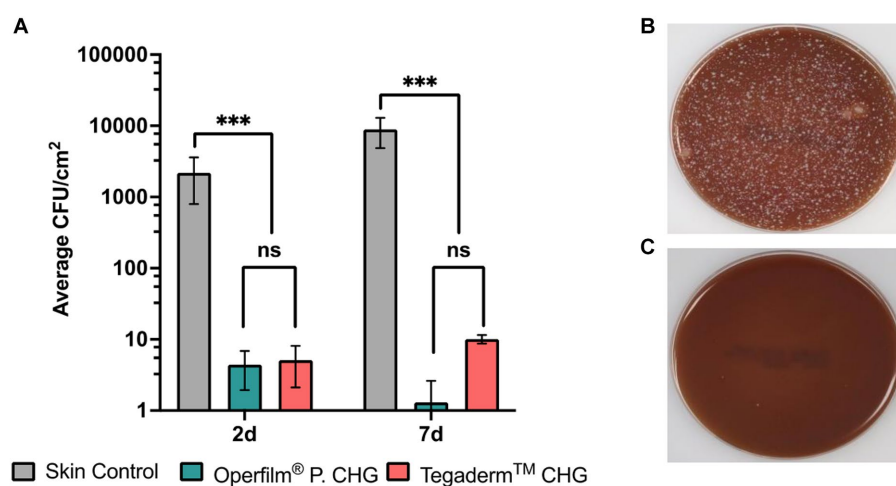 A
B
C
100000
10000
1000
100
10
1
Average CFU/cm²
***
***
ns
ns
2d
7d
Skin Control
Operfilm® P. CHG
Tegaderm™ CHG